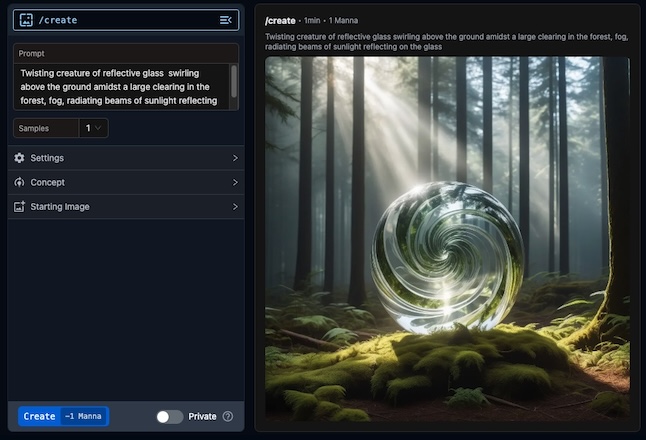 /create
Prompt
Twisting creature of reflective glass  swirling
above the ground amidst a large clearing in the
forest, fog, radiating beams of sunlight reflecting
Samples
1
Settings
Concept
Starting Image
Create
−1 Manna
Private
/create • 1min • 1 Manna
Twisting creature of reflective glass swirling above the ground amidst a large clearing in the forest, fog,
radiating beams of sunlight reflecting on the glass